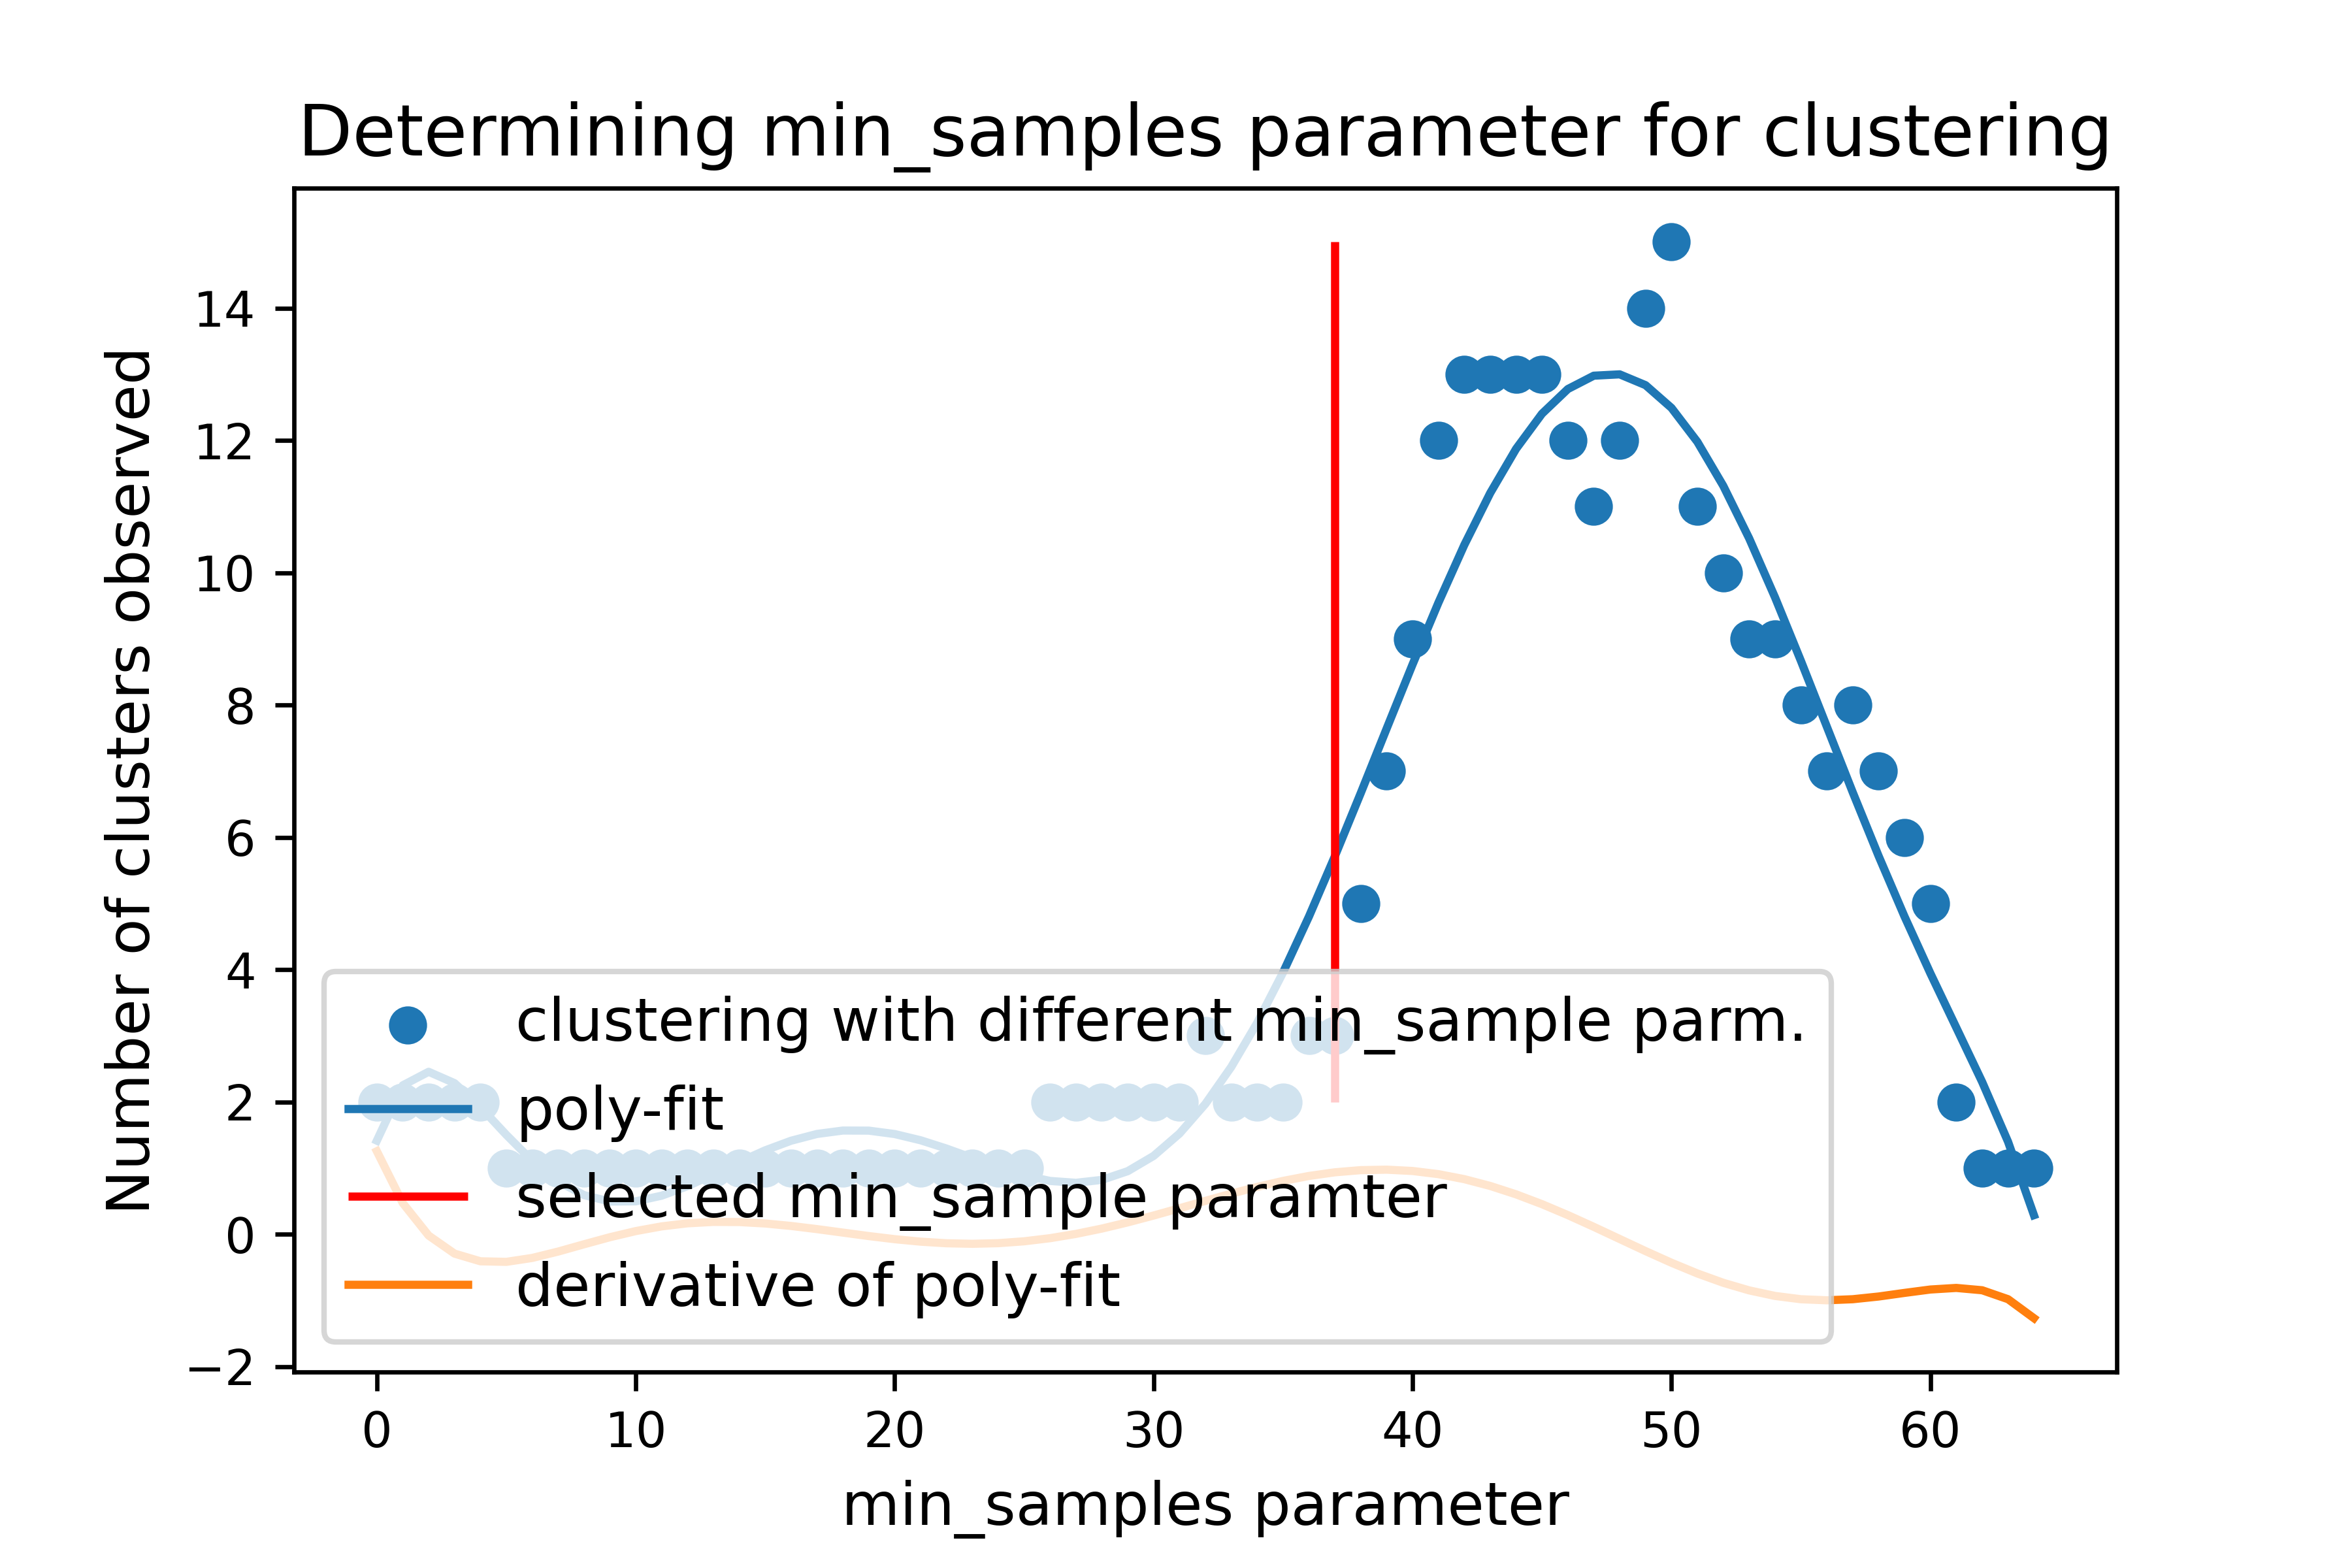 Determining min_samples parameter for clustering
Number of clusters observed
14
12
10
8
6
4
2
0
−2
clustering with different min_sample parm.
poly-fit
selected min_sample paramter
derivative of poly-fit
0 10 20 30 40 50 60
min_samples parameter